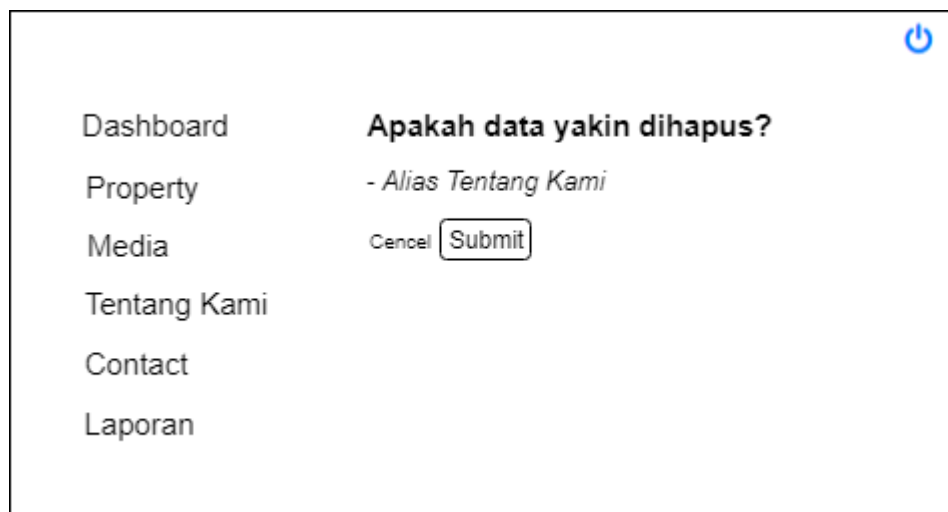 Dashboard
Property
Media
Tentang Kami
Contact
Laporan
Apakah data yakin dihapus?
- Alias Tentang Kami
Cencel Submit